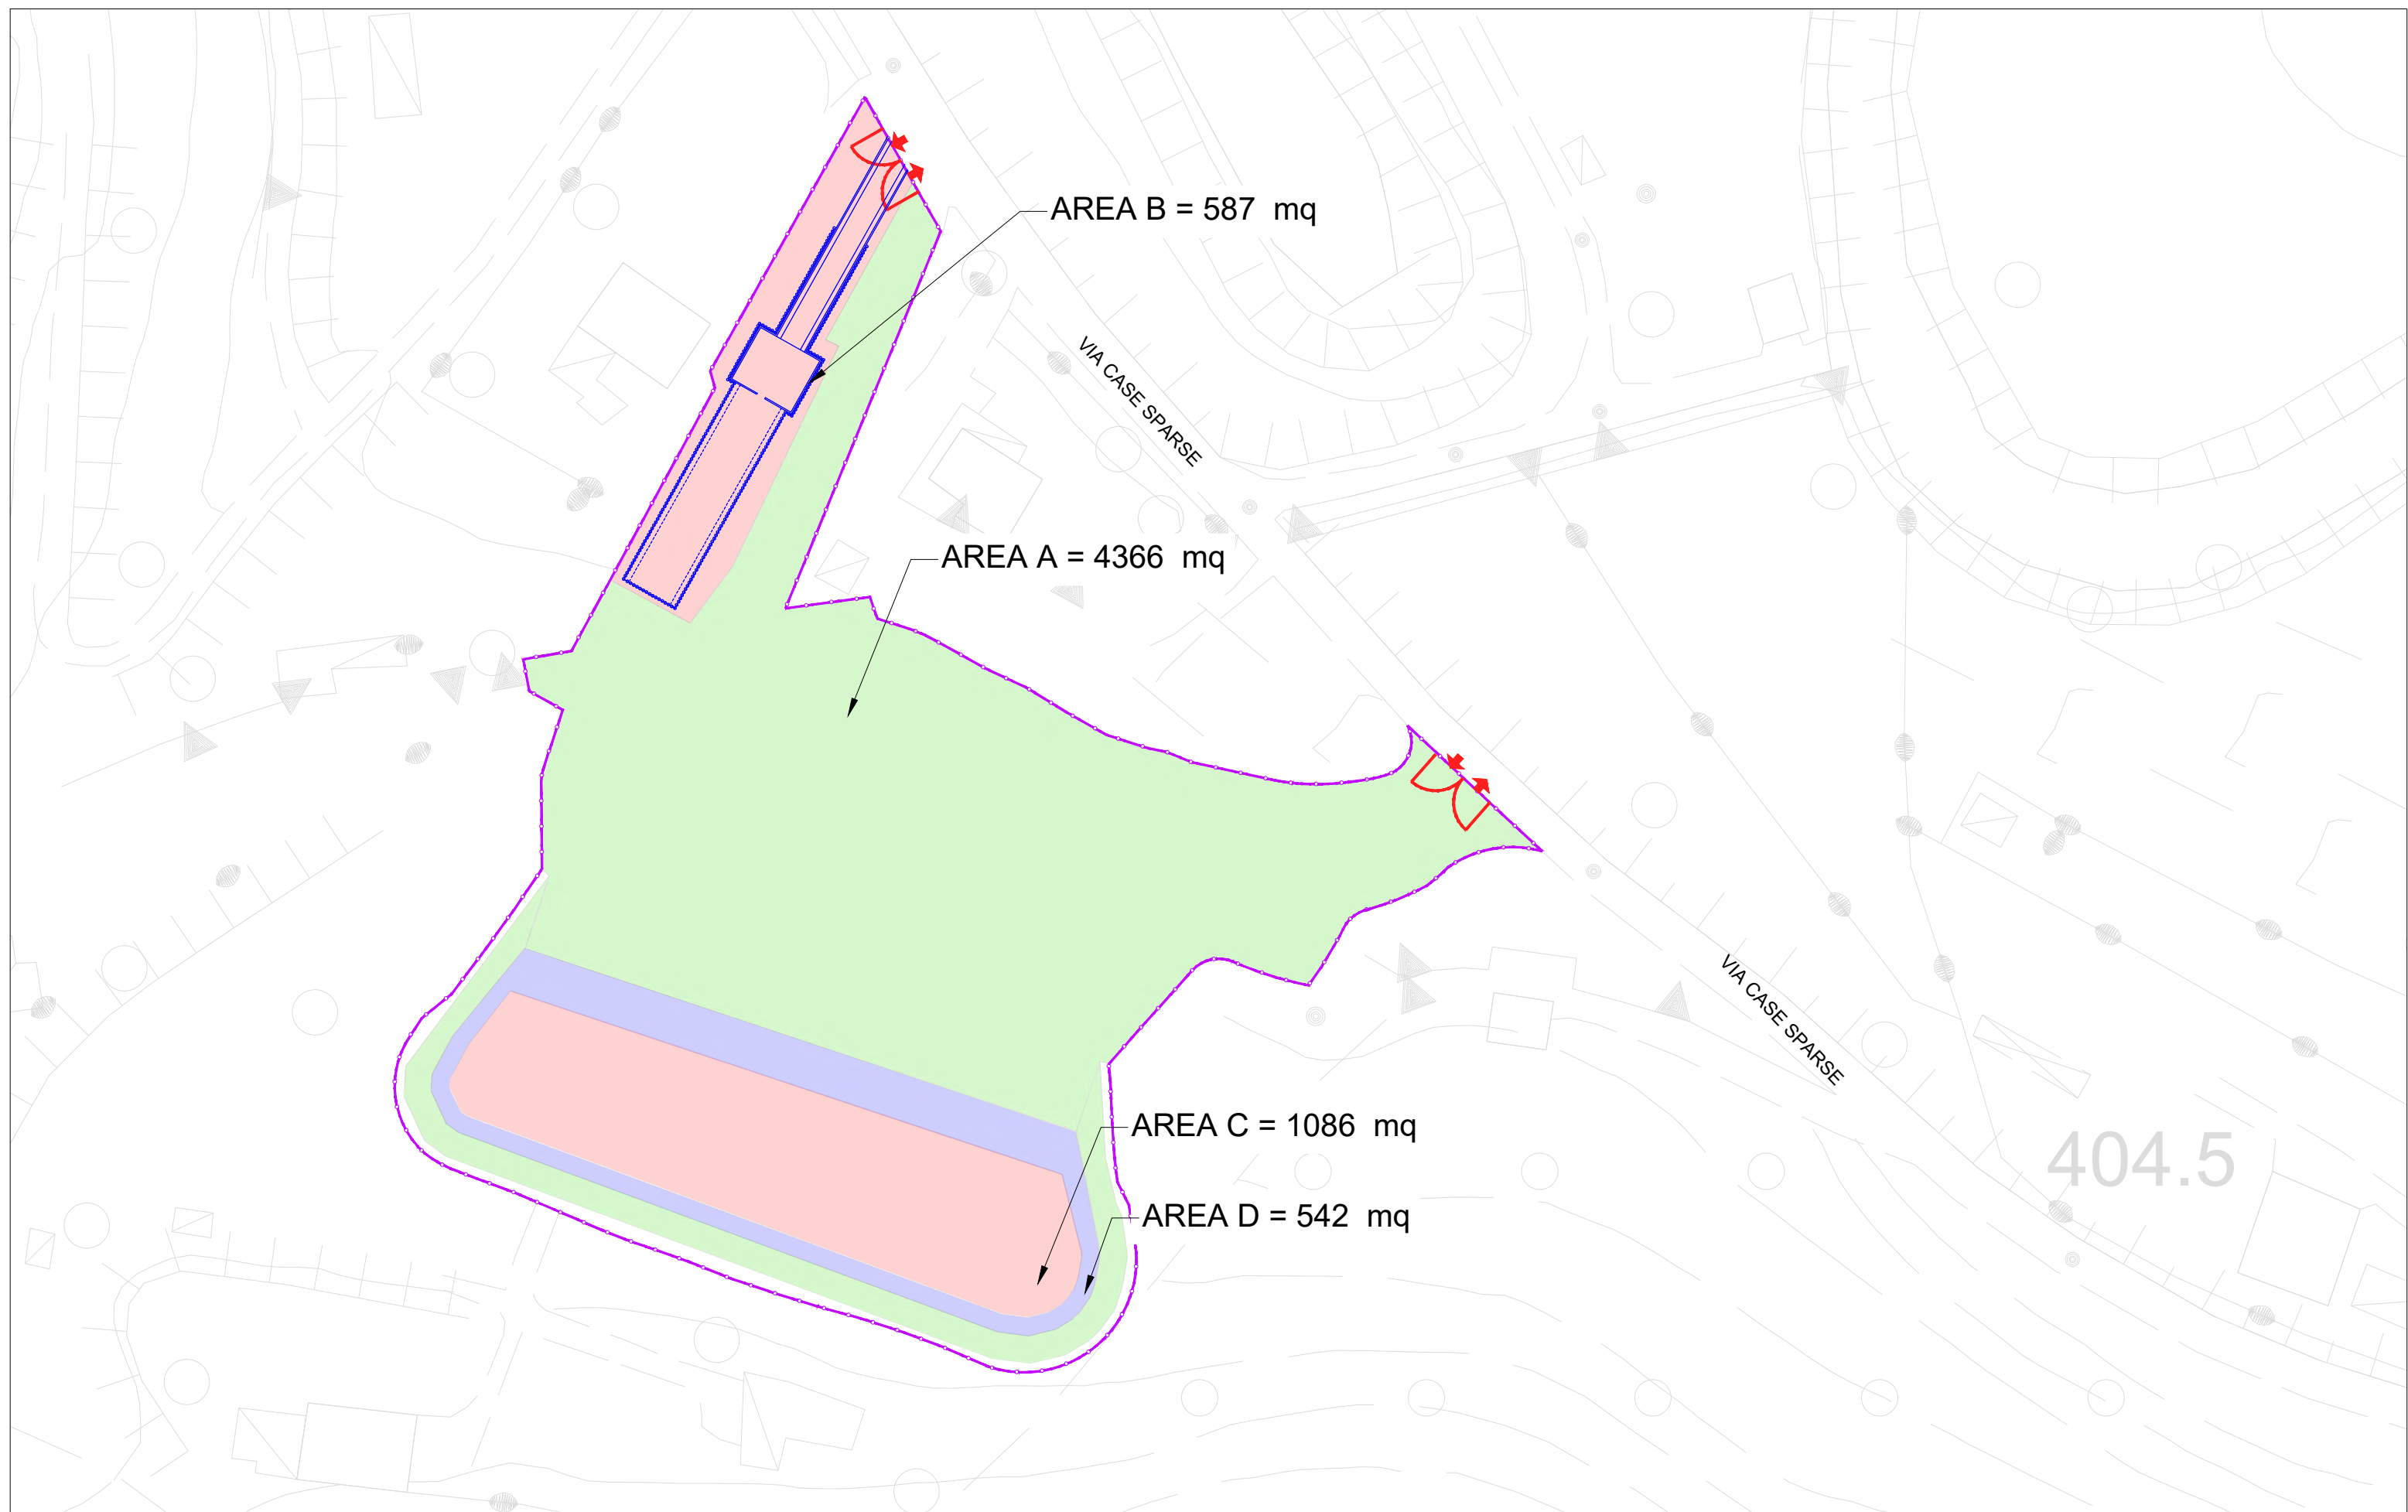 AREA B = 587 mq
VIA CASE SPARSE
AREA A = 4366 mq
VIA CASE SPARSE
AREA C = 1086 mq
404.5
AREA D = 542 mq